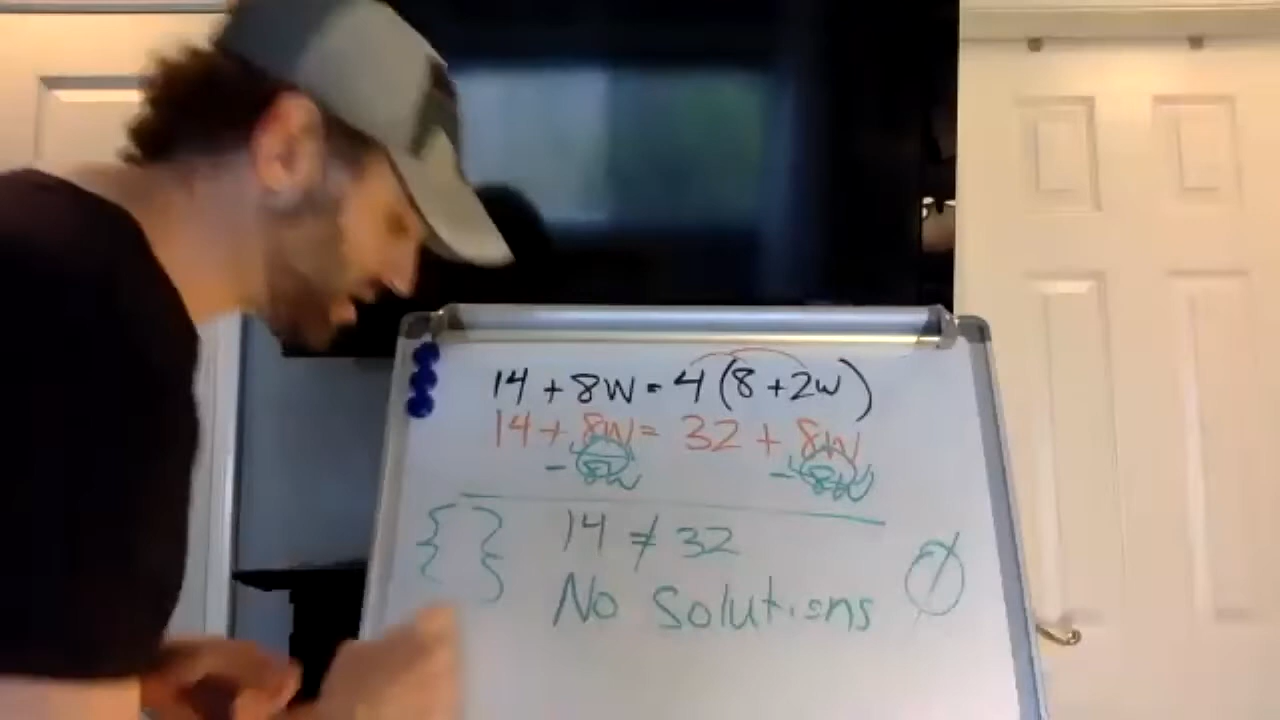 14 + 8w = 4(8 + 2w)
14 + 8w = 32 + 8w
- 8w - 8w
{ } 14 ≠ 32 ∅
No Solutions